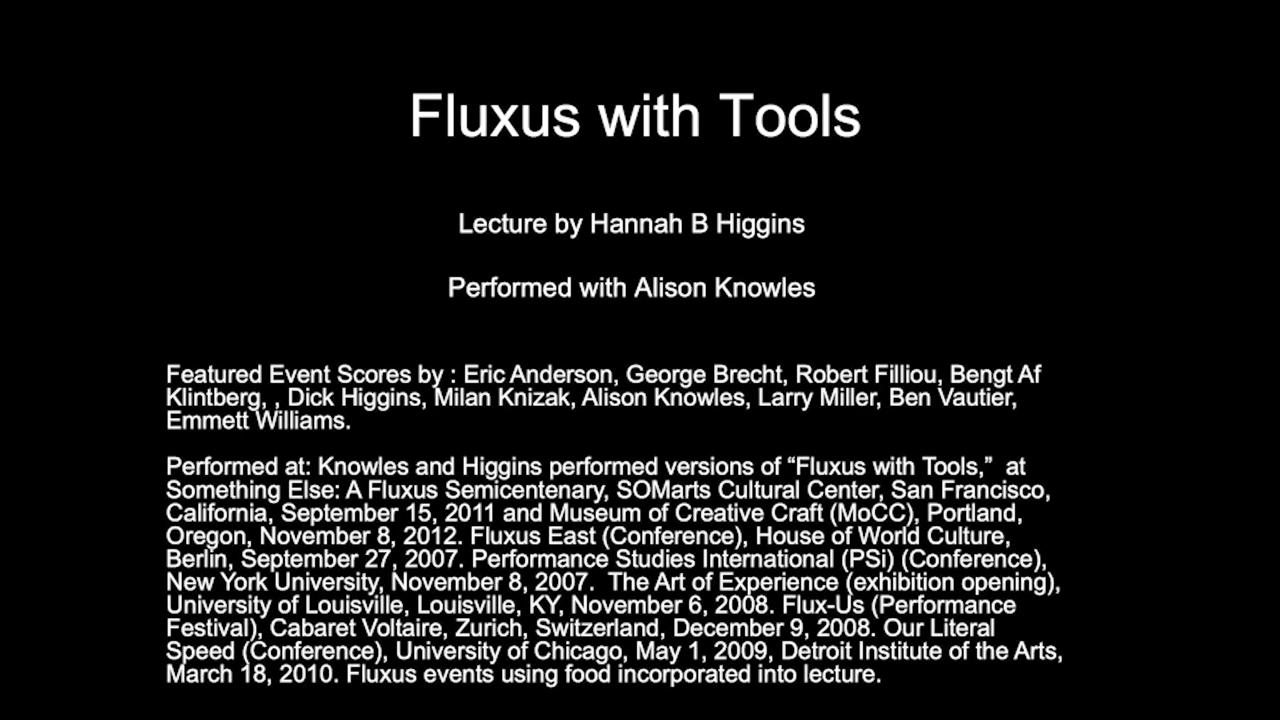 Fluxus with Tools
Lecture by Hannah B Higgins
Performed with Alison Knowles
Featured Event Scores by : Eric Anderson, George Brecht, Robert Filliou, Bengt Af
Klintberg, , Dick Higgins, Milan Knizak, Alison Knowles, Larry Miller, Ben Vautier,
Emmett Williams.
Performed at: Knowles and Higgins performed versions of “Fluxus with Tools,”  at
Something Else: A Fluxus Semicentenary, SOMarts Cultural Center, San Francisco,
California, September 15, 2011 and Museum of Creative Craft (MoCC), Portland,
Oregon, November 8, 2012. Fluxus East (Conference), House of World Culture,
Berlin, September 27, 2007. Performance Studies International (PSi) (Conference),
New York University, November 8, 2007.  The Art of Experience (exhibition opening),
University of Louisville, Louisville, KY, November 6, 2008. Flux-Us (Performance
Festival), Cabaret Voltaire, Zurich, Switzerland, December 9, 2008. Our Literal
Speed (Conference), University of Chicago, May 1, 2009, Detroit Institute of the Arts,
March 18, 2010. Fluxus events using food incorporated into lecture.